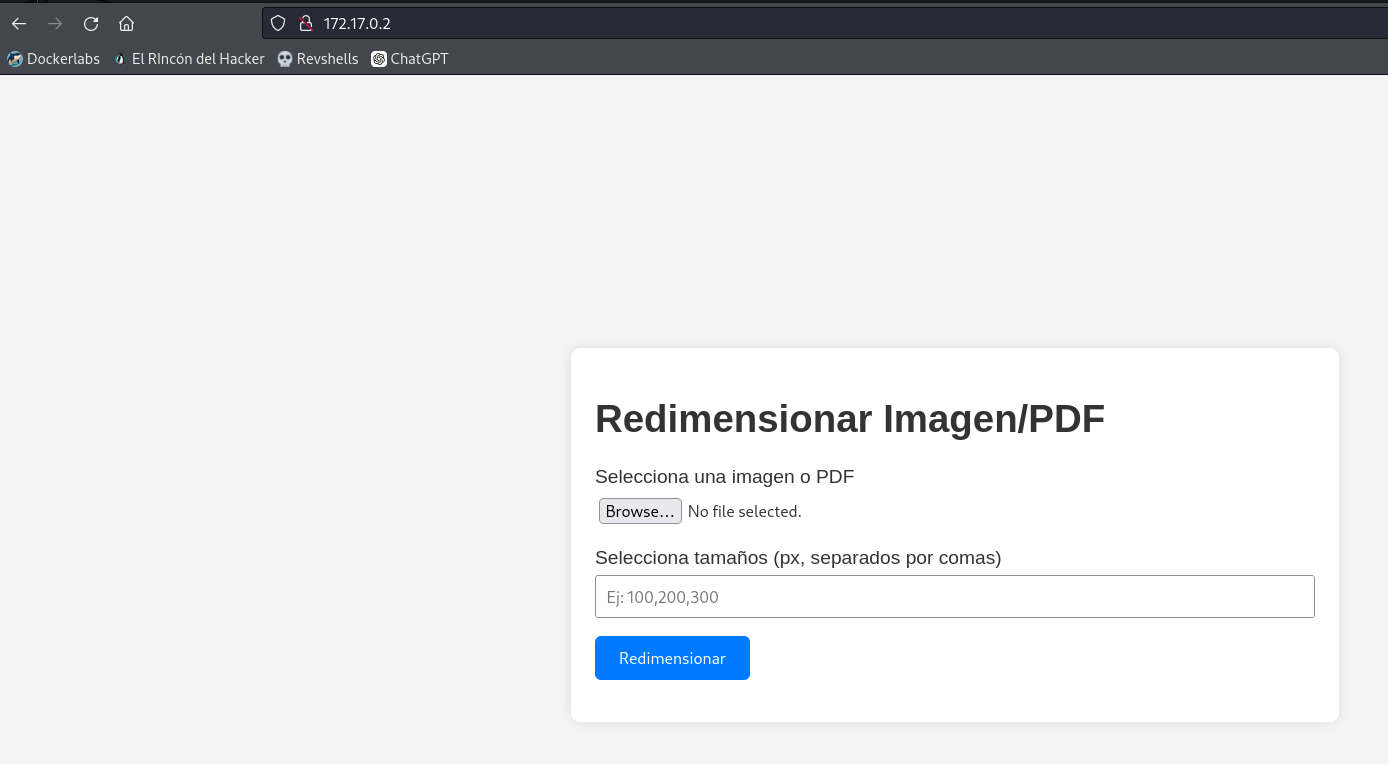 172.17.0.2
Dockerlabs El RIncón del Hacker Revshells ChatGPT
Redimensionar Imagen/PDF
Selecciona una imagen o PDF
Browse... No file selected.
Selecciona tamaños (px, separados por comas)
Ej: 100,200,300
Redimensionar